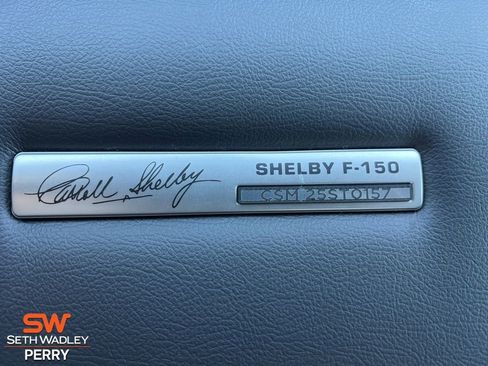 Carroll Shelby
SHELBY F-150
CSM 25ST0157
SW
SETH WADLEY
PERRY